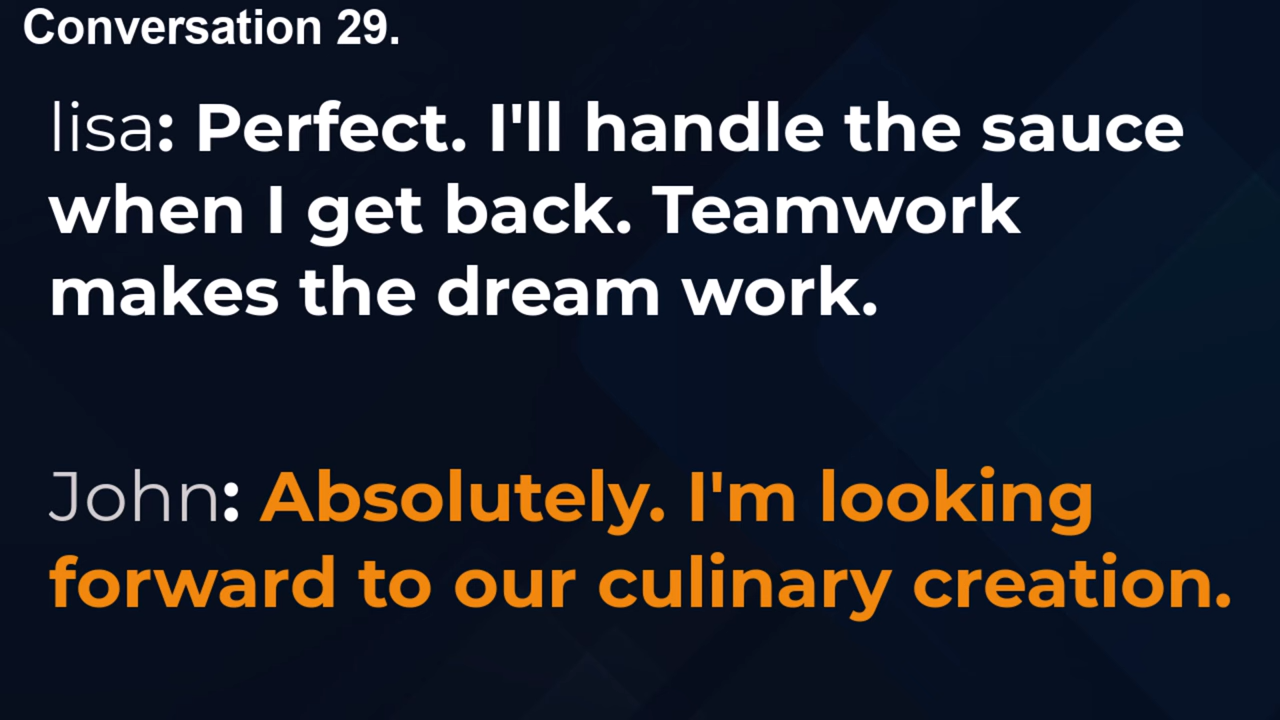 Conversation 29.
lisa: Perfect. I'll handle the sauce
when I get back. Teamwork
makes the dream work.
John: Absolutely. I'm looking
forward to our culinary creation.